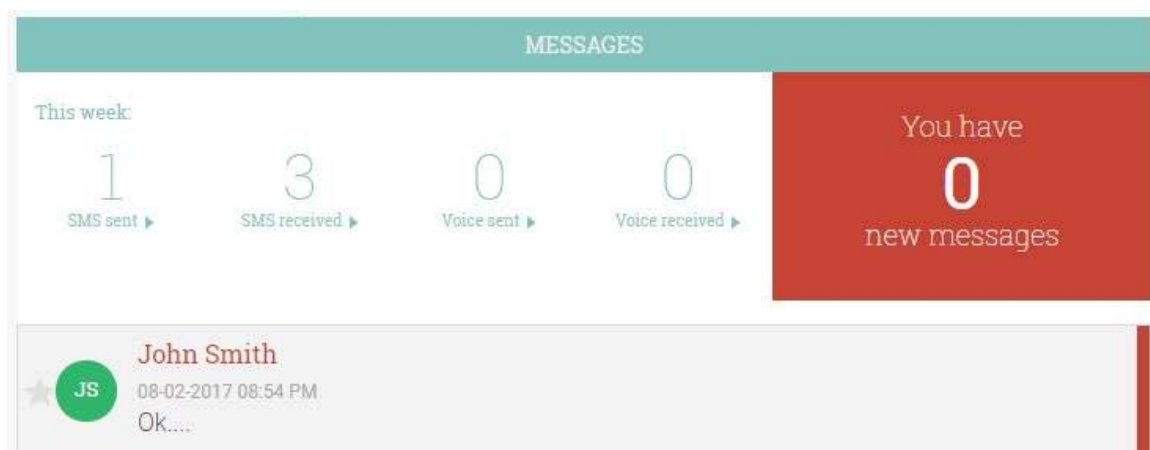 MESSAGES
This week:
1 3 0 0
SMS sent SMS received Voice sent Voice received
You have
0
new messages
John Smith
JS
08-02-2017 08:54 PM
Ok....